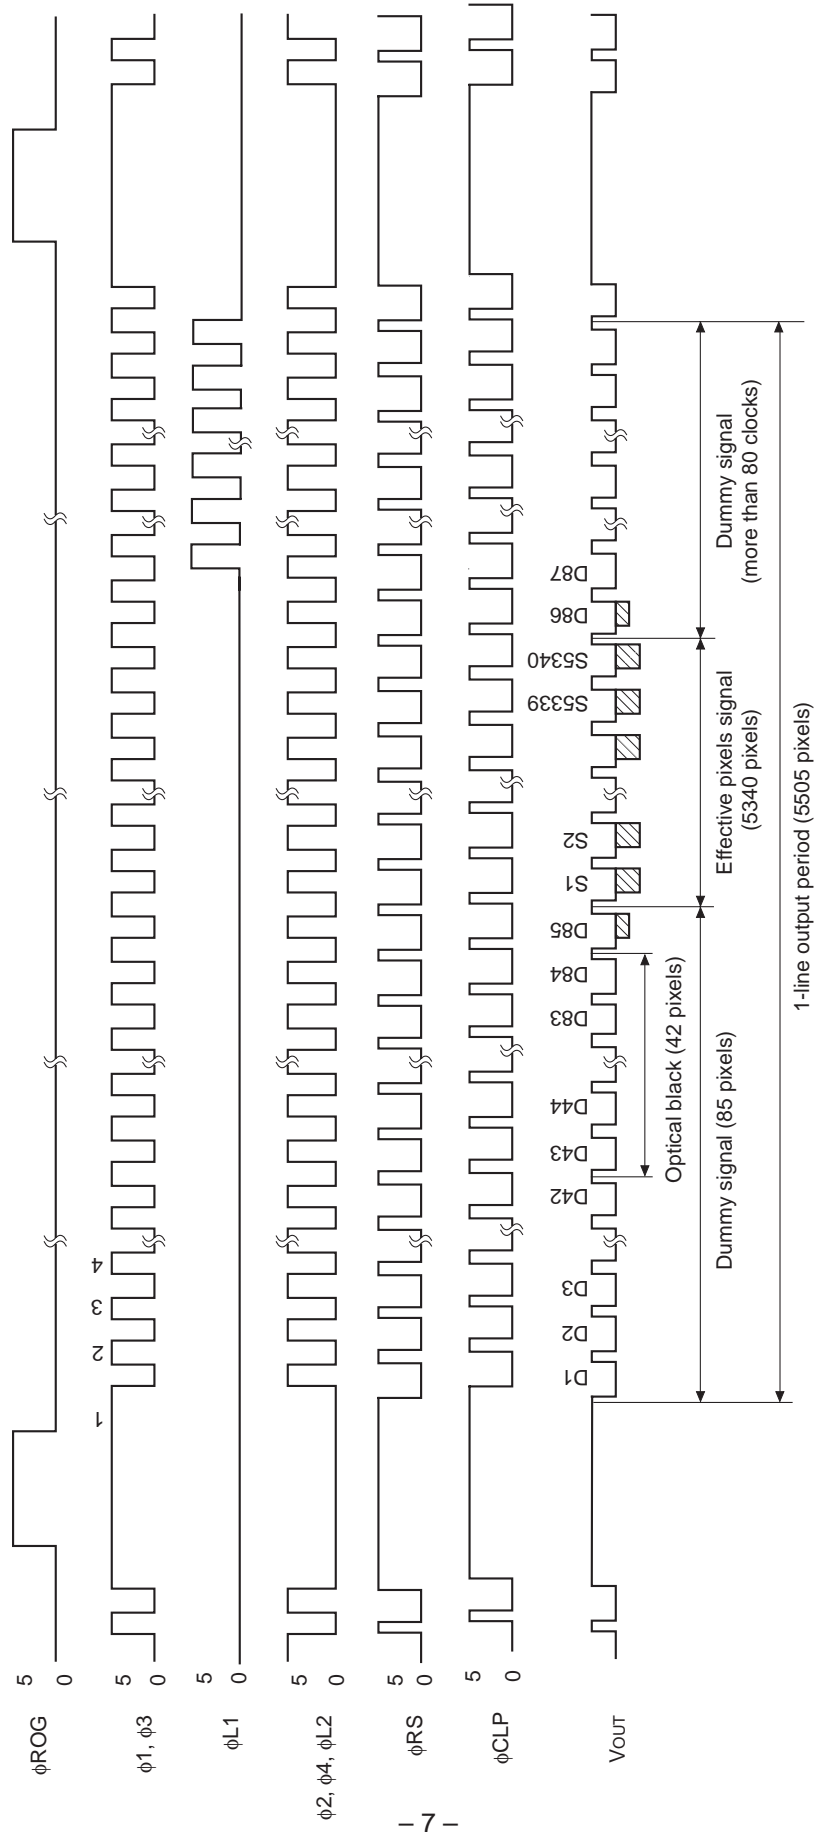 φROG
5
0
φ1, φ3
5
0
1
2
3
4
φL1
5
0
φ2, φ4, φL2
5
0
φRS
5
0
φCLP
5
0
VOUT
D1
D2
D3
D42
D43
D44
D83
D84
D85
S1
S2
S5339
S5340
D86
D87
Optical black (42 pixels)
Dummy signal (85 pixels)
Effective pixels signal
(5340 pixels)
Dummy signal
(more than 80 clocks)
1-line output period (5505 pixels)
– 7 –